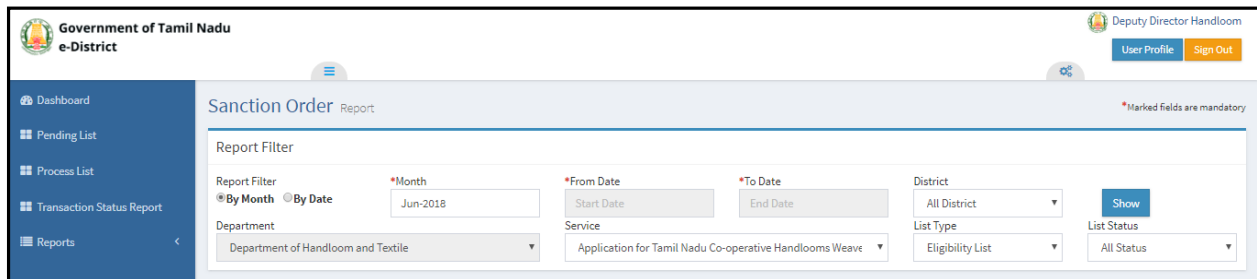 Government of Tamil Nadu
e-District
Deputy Director Handloom
User Profile Sign Out
Dashboard
Pending List
Process List
Transaction Status Report
Reports
Sanction Order Report
*Marked fields are mandatory
Report Filter
Report Filter *Month *From Date *To Date District
By Month By Date Jun-2018 Start Date End Date All District Show
Department Service List Type List Status
Department of Handloom and Textile Application for Tamil Nadu Co-operative Handlooms Weave Eligibility List All Status